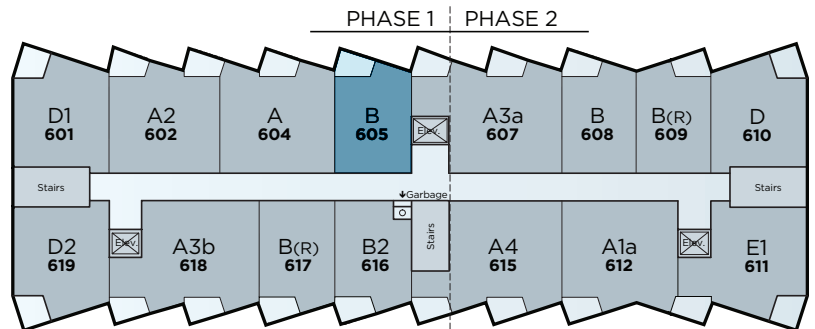 PHASE 1 PHASE 2
D1
601
A2
602
A
604
B
605
Elev.
A3a
607
B
608
B(R)
609
D
610
Stairs
Stairs
Garbage
D2
619
Elev.
A3b
618
B(R)
617
B2
616
Stairs
A4
615
A1a
612
Elev.
E1
611